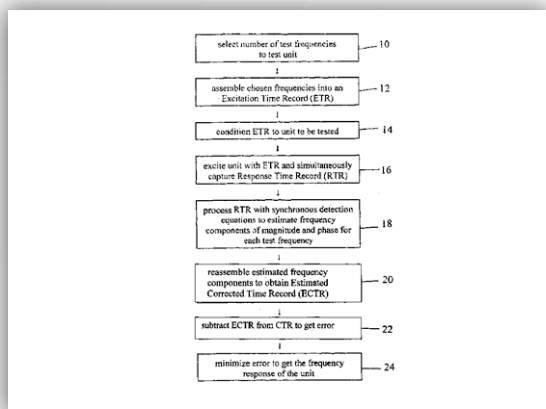 select number of test frequencies
to test unit
10
assemble chosen frequencies into an
Excitation Time Record (ETR)
12
condition ETR to unit to be tested
14
excite unit with ETR and simultaneously
capture Response Time Record (RTR)
16
process RTR with synchronous detection
equations to estimate frequency
components of magnitude and phase for
each test frequency
18
reassemble estimated frequency
components to obtain Estimated
Corrected Time Record (ECTR)
20
subtract ECTR from CTR to get error
22
minimize error to get the frequency
response of the unit
24